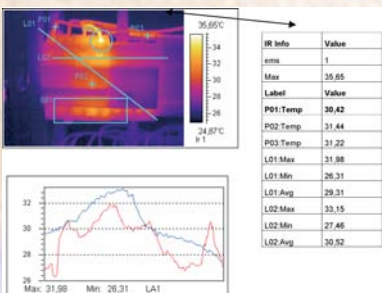 35,65°C
L01 P01
P03
34
L02
32
30
P02
28
26
24,87°C
Ir 1
IR Info Value
ems 1
Max 35,65
Label Value
P01:Temp 30,42
P02:Temp 31,44
P03:Temp 31,22
L01:Max 31,98
L01:Min 26,31
L01:Avg 29,31
L02:Max 33,15
L02:Min 27,46
L02:Avg 30,52
32
30
28
26
Max: 31,98 Min: 26,31 LA1